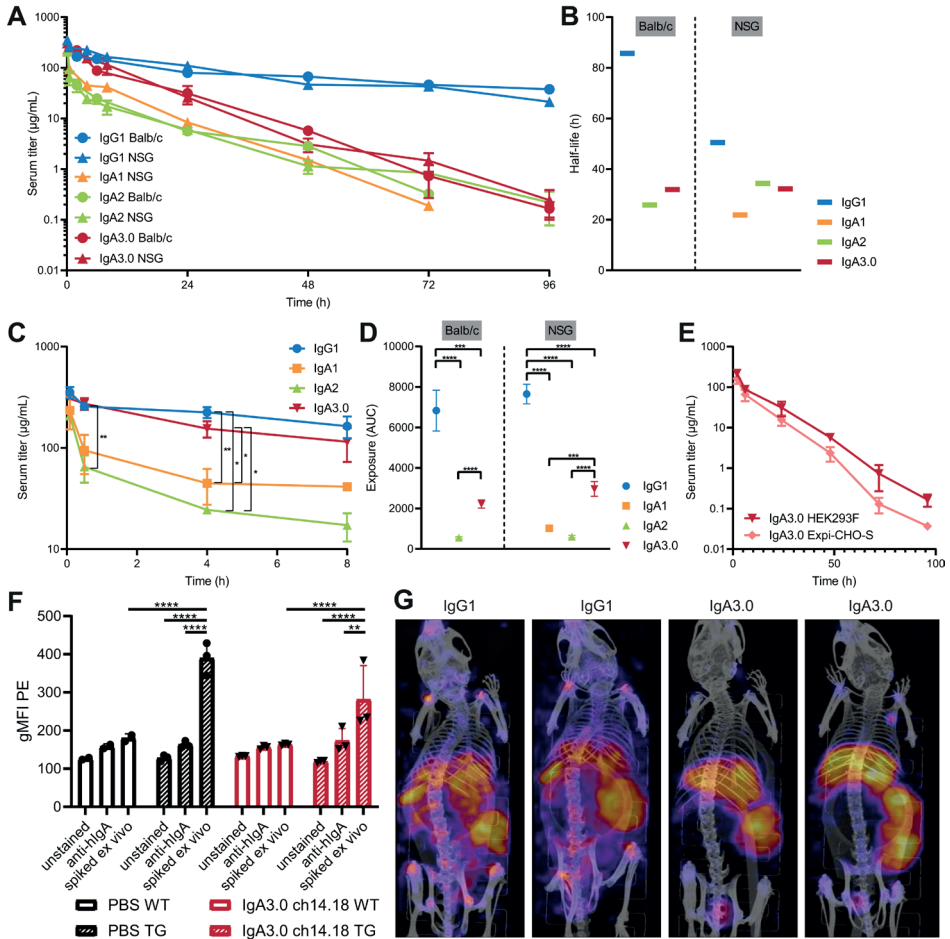 A
Serum titer (µg/mL)
1000
100
10
1
0.1
0.01
0
24
48
72
96
Time (h)
IgG1 Balb/c
IgG1 NSG
IgA1 NSG
IgA2 Balb/c
IgA2 NSG
IgA3.0 Balb/c
IgA3.0 NSG
B
Balb/c
NSG
Half-life (h)
100
80
60
40
20
0
IgG1
IgA1
IgA2
IgA3.0
C
Serum titer (µg/mL)
1000
100
10
0
2
4
6
8
Time (h)
IgG1
IgA1
IgA2
IgA3.0
**
**
*
*
*
D
Balb/c
NSG
Exposure (AUC)
10000
8000
6000
4000
2000
0
***
****
****
****
****
****
***
****
IgG1
IgA1
IgA2
IgA3.0
E
Serum titer (µg/mL)
1000
100
10
1
0.1
0.01
0
50
100
Time (h)
IgA3.0 HEK293F
IgA3.0 Expi-CHO-S
F
gMFI PE
500
400
300
200
100
0
****
****
****
****
****
**
unstained
anti-hIgA
spiked ex vivo
unstained
anti-hIgA
spiked ex vivo
unstained
anti-hIgA
spiked ex vivo
unstained
anti-hIgA
spiked ex vivo
PBS WT
PBS TG
IgA3.0 ch14.18 WT
IgA3.0 ch14.18 TG
G
IgG1
IgG1
IgA3.0
IgA3.0